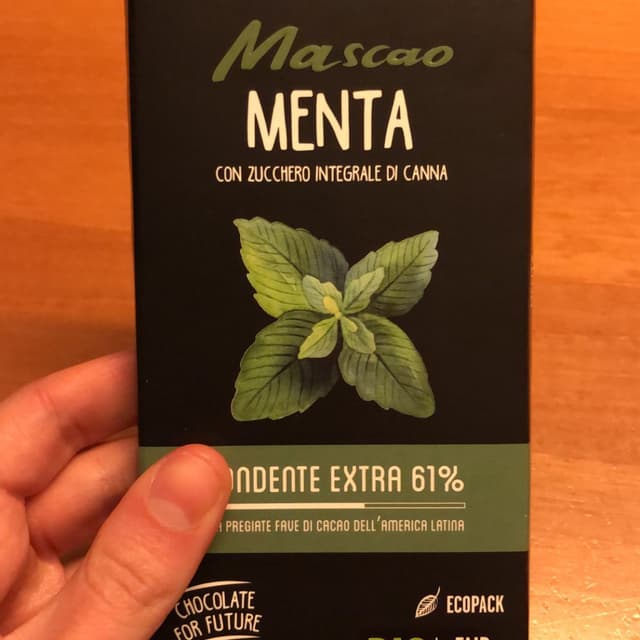 Mascao
MENTA
CON ZUCCHERO INTEGRALE DI CANNA
ONDENTE EXTRA 61%
PREGIATE FAVE DI CACAO DELL'AMERICA LATINA
CHOCOLATE
FOR FUTURE
ECOPACK